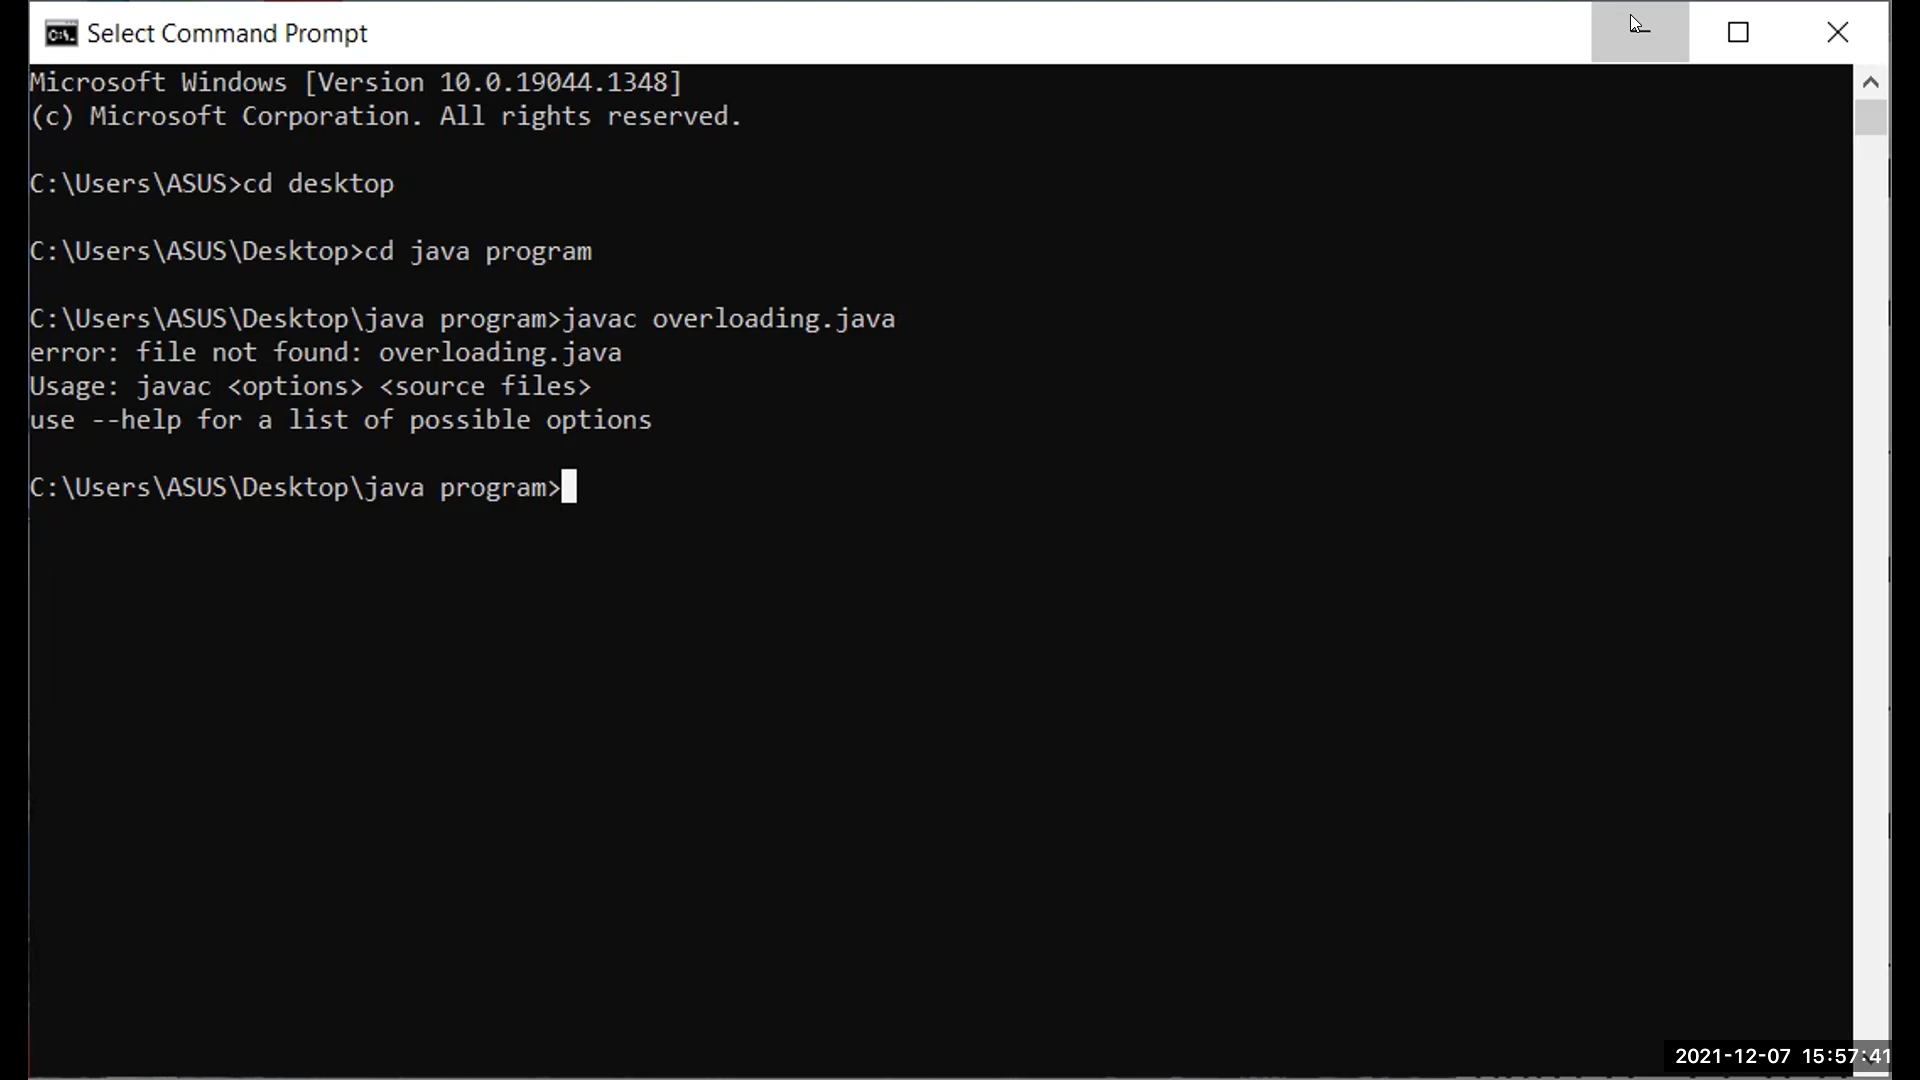 Select Command Prompt
Microsoft Windows [Version 10.0.19044.1348]
(c) Microsoft Corporation. All rights reserved.
C:\Users\ASUS>cd desktop
C:\Users\ASUS\Desktop>cd java program
C:\Users\ASUS\Desktop\java program>javac overloading.java
error: file not found: overloading.java
Usage: javac <options> <source files>
use --help for a list of possible options
C:\Users\ASUS\Desktop\java program>
2021-12-07 15:57:41